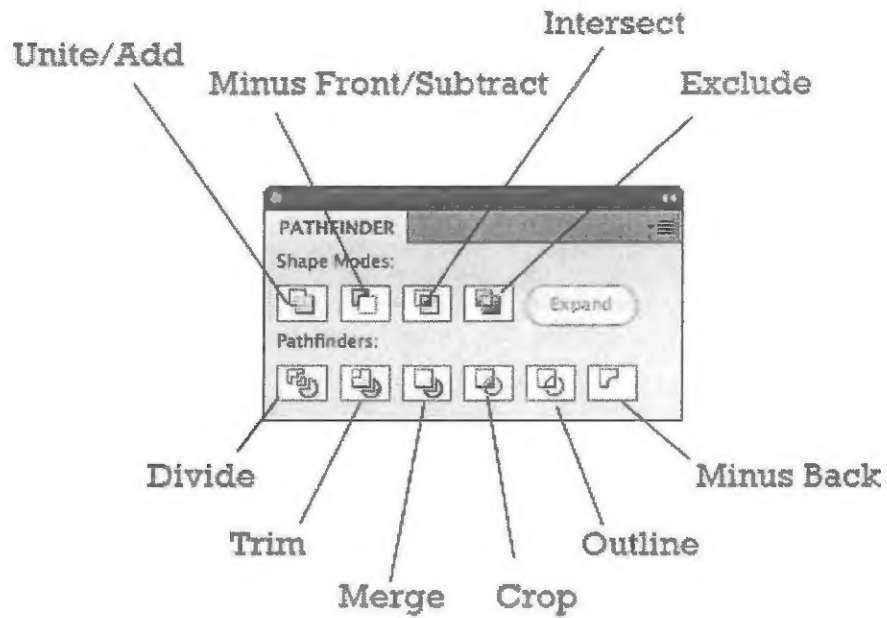 Intersect
Unite/Add
Minus Front/Subtract
Exclude
PATHFINDER
Shape Modes:
Expand
Pathfinders:
Divide
Minus Back
Trim
Outline
Merge
Crop